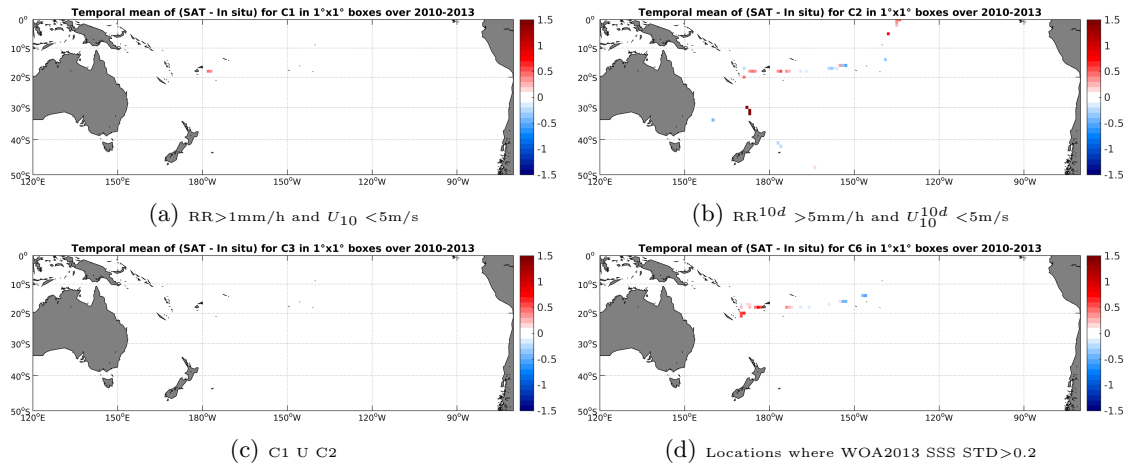 Temporal mean of (SAT - In situ) for C1 in 1°x1° boxes over 2010-2013
0°
10°S
20°S
30°S
40°S
50°S
120°E 150°E 180°W 150°W 120°W 90°W
1.5
1
0.5
0
-0.5
-1
-1.5
(a) RR>1mm/h and U10 <5m/s
Temporal mean of (SAT - In situ) for C2 in 1°x1° boxes over 2010-2013
0°
10°S
20°S
30°S
40°S
50°S
120°E 150°E 180°W 150°W 120°W 90°W
1.5
1
0.5
0
-0.5
-1
-1.5
(b) RR^10d >5mm/h and U10^10d <5m/s
Temporal mean of (SAT - In situ) for C3 in 1°x1° boxes over 2010-2013
0°
10°S
20°S
30°S
40°S
50°S
120°E 150°E 180°W 150°W 120°W 90°W
1.5
1
0.5
0
-0.5
-1
-1.5
(c) C1 U C2
Temporal mean of (SAT - In situ) for C6 in 1°x1° boxes over 2010-2013
0°
10°S
20°S
30°S
40°S
50°S
120°E 150°E 180°W 150°W 120°W 90°W
1.5
1
0.5
0
-0.5
-1
-1.5
(d) Locations where WOA2013 SSS STD>0.2